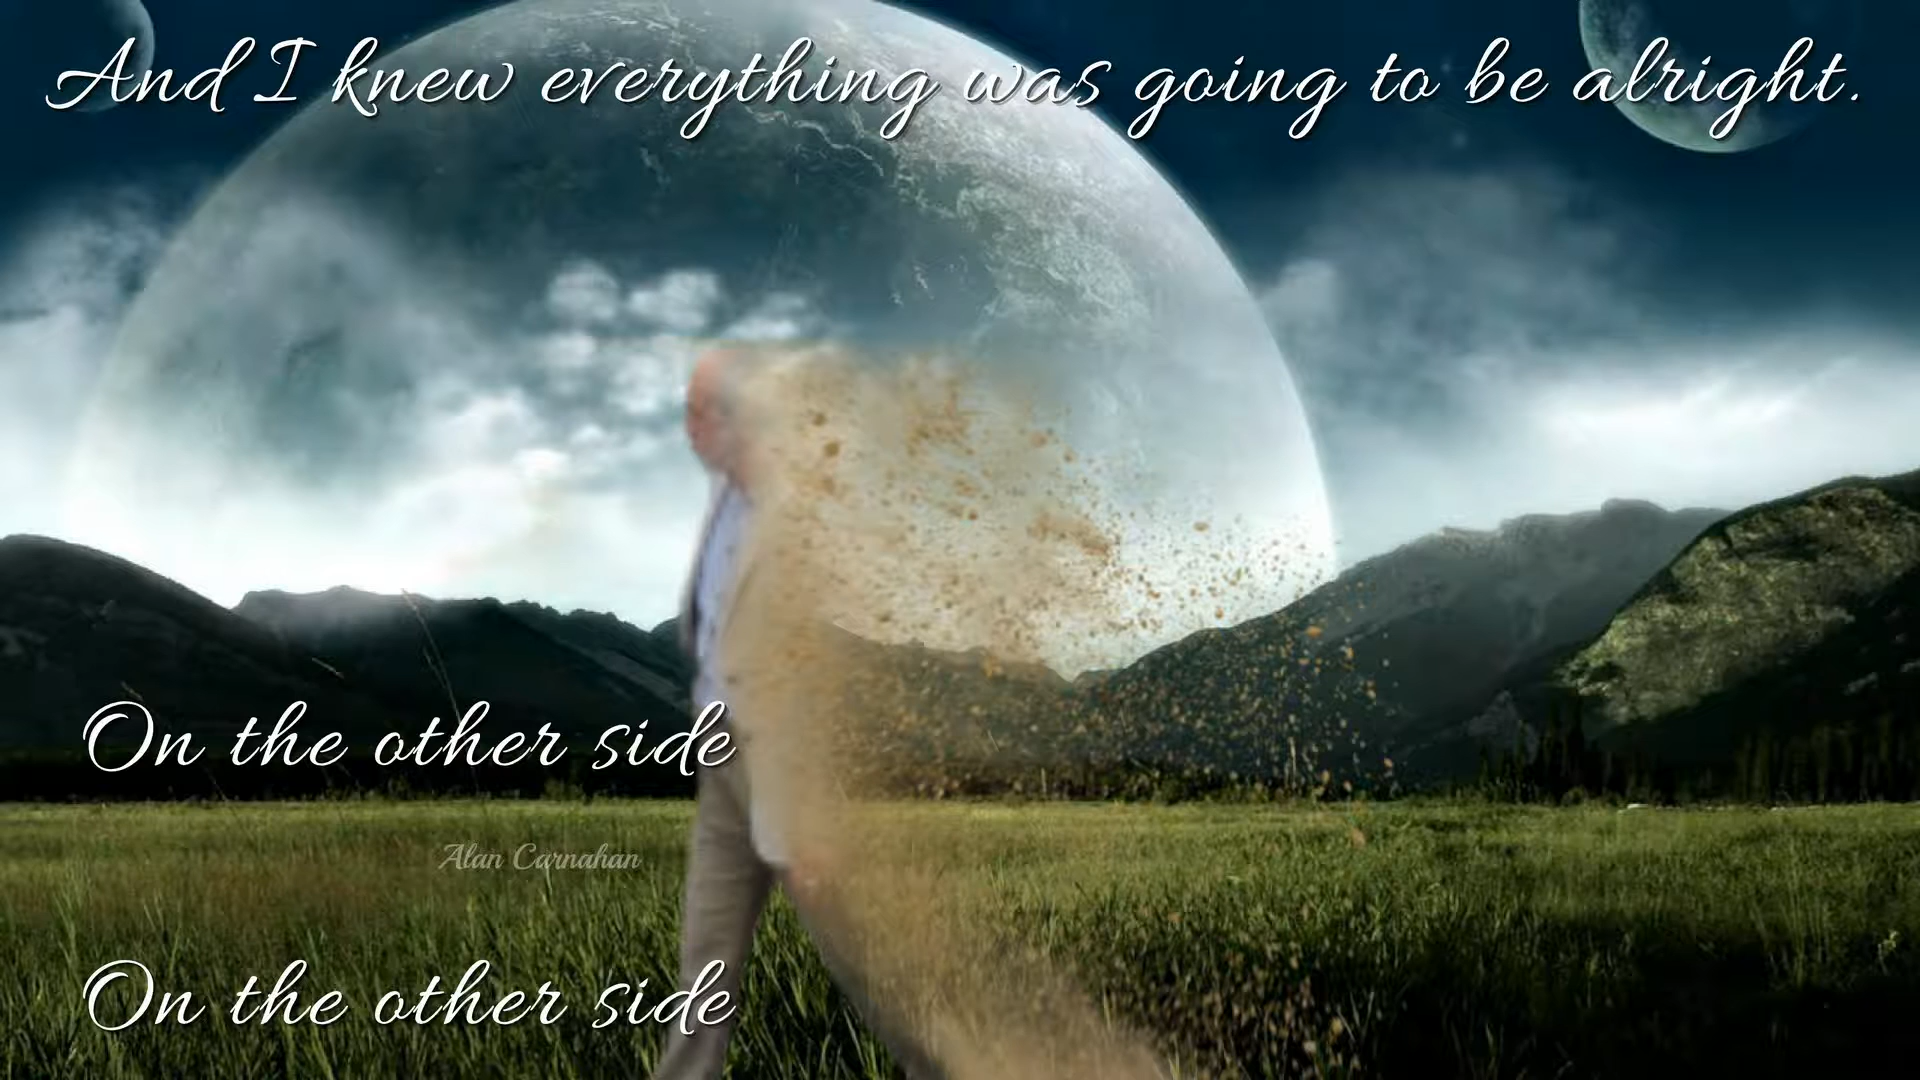 And I knew everything was going to be alright.
On the other side
Alan Carnahan
On the other side